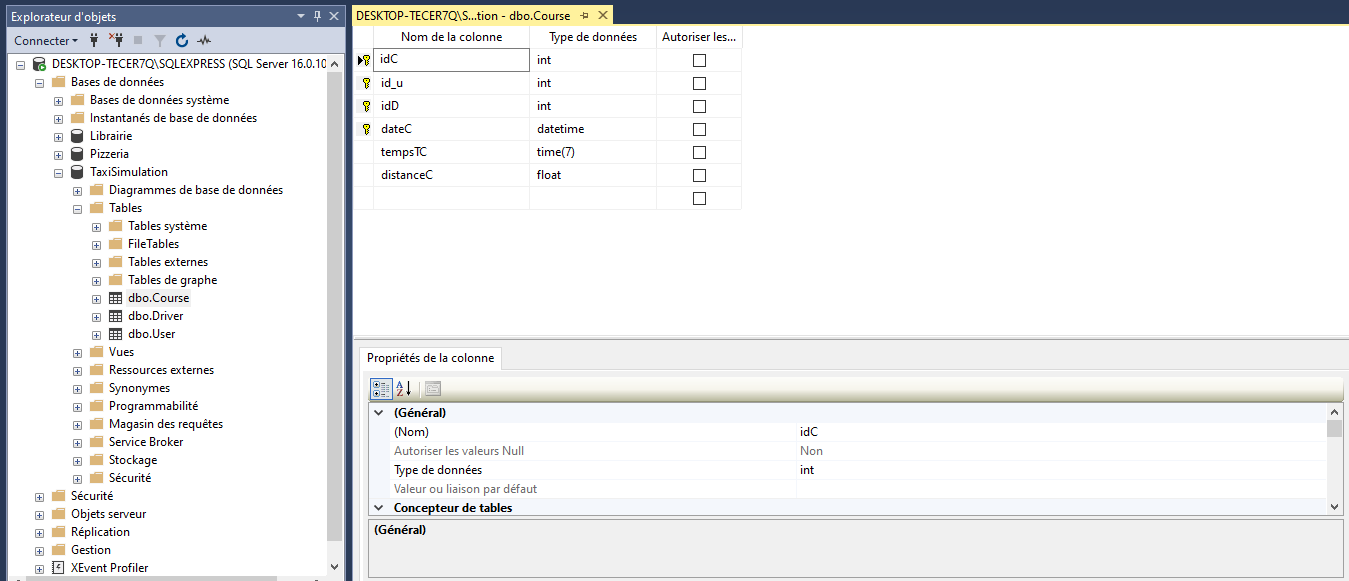 Explorateur d'objets
Connecter
DESKTOP-TECER7Q\SQLEXPRESS (SQL Server 16.0.10
Bases de données
Bases de données système
Instantanés de base de données
Librairie
Pizzeria
TaxiSimulation
Diagrammes de base de données
Tables
Tables système
FileTables
Tables externes
Tables de graphe
dbo.Course
dbo.Driver
dbo.User
Vues
Ressources externes
Synonymes
Programmabilité
Magasin des requêtes
Service Broker
Stockage
Sécurité
Sécurité
Objets serveur
Réplication
Gestion
XEvent Profiler
DESKTOP-TECER7Q\S...tion - dbo.Course
Nom de la colonne Type de données Autoriser les...
idC int
id_u int
idD int
dateC datetime
tempsTC time(7)
distanceC float
Propriétés de la colonne
(Général)
(Nom) idC
Autoriser les valeurs Null Non
Type de données int
Valeur ou liaison par défaut
Concepteur de tables
(Général)